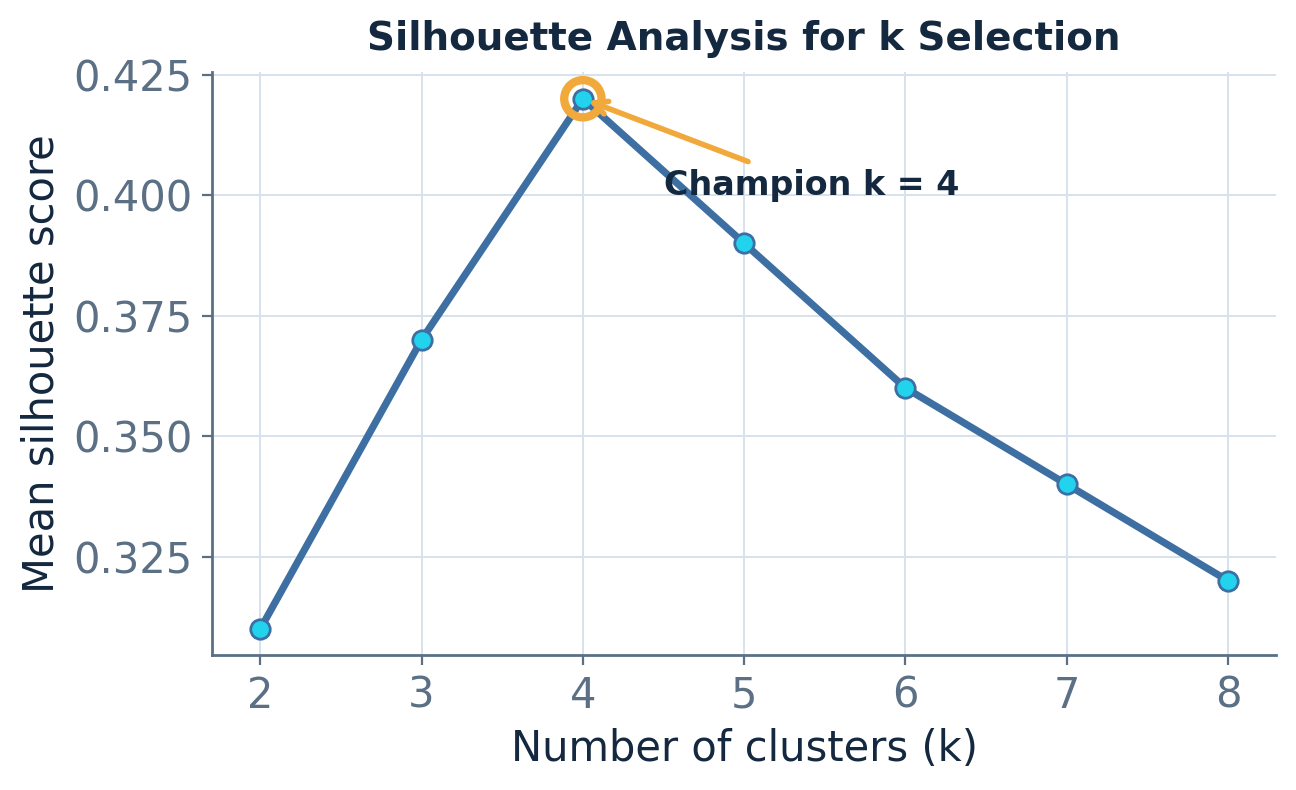 Silhouette Analysis for k Selection
Mean silhouette score
0.425
0.400
0.375
0.350
0.325
Champion k = 4
2 3 4 5 6 7 8
Number of clusters (k)